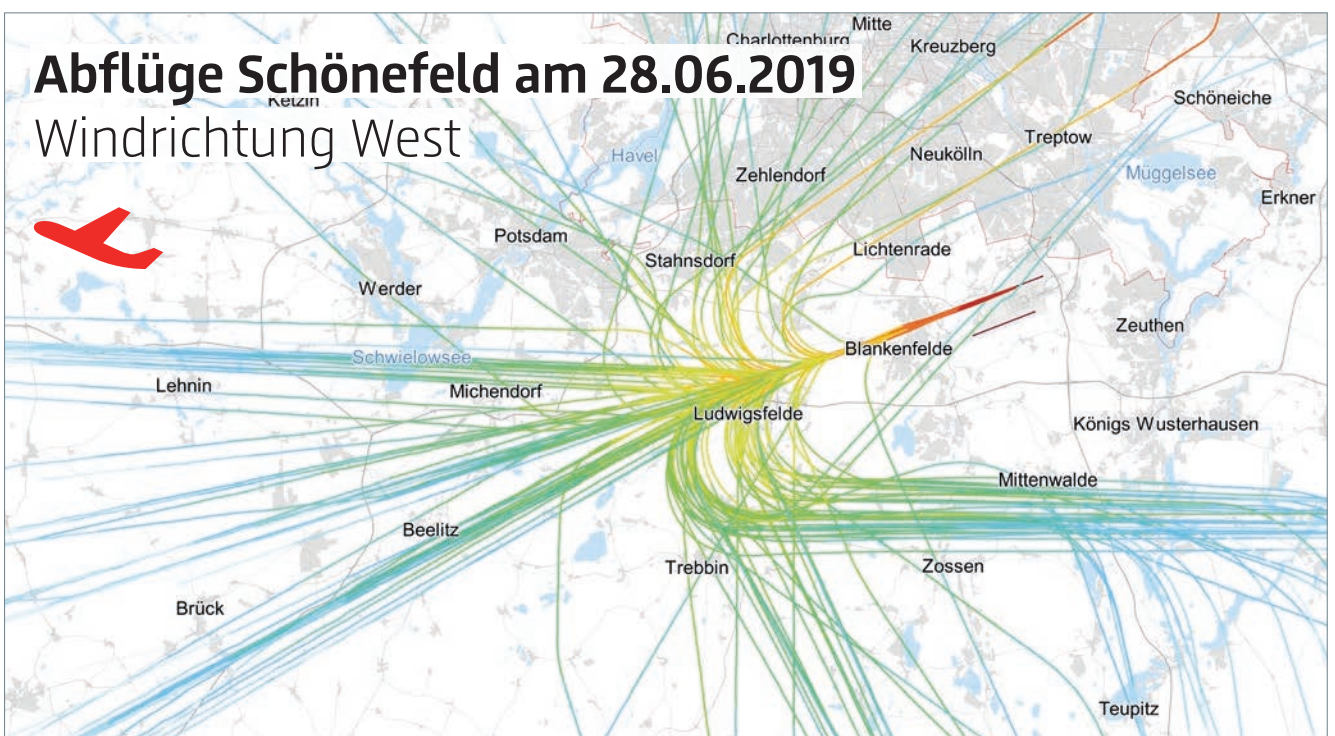 Abflüge Schönefeld am 28.06.2019
Windrichtung West
Mitte
Charlottenburg
Kreuzberg
Ketzin
Schöneiche
Treptow
Havel
Neukölln
Zehlendorf
Müggelsee
Erkner
Potsdam
Stahnsdorf
Lichtenrade
Werder
Zeuthen
Blankenfelde
Schwielowsee
Lehnin
Michendorf
Ludwigsfelde
Königs Wusterhausen
Mittenwalde
Beelitz
Trebbin
Zossen
Brück
Teupitz